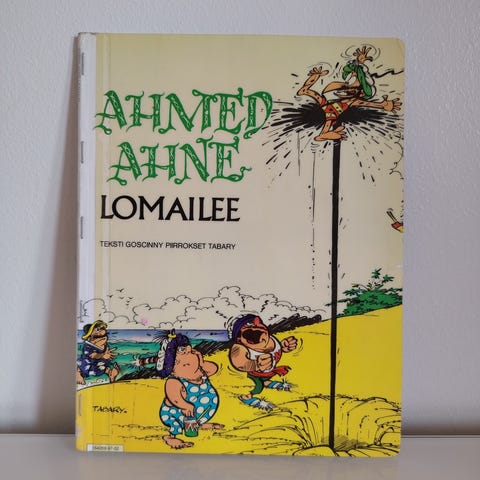 AHMED
AHNE
LOMAILEE
TEKSTI GOSCINNY PIIRROKSET TABARY
TABARY.